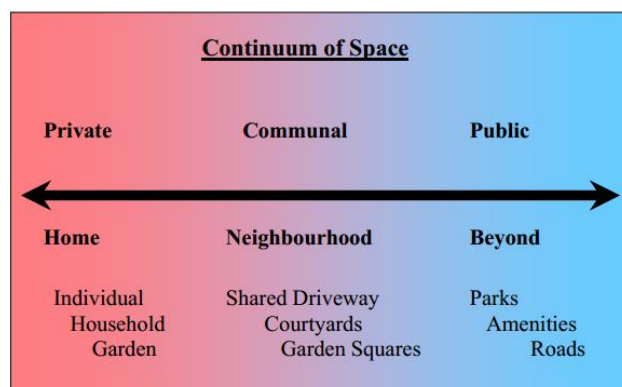 Continuum of Space
Private Communal Public
Home Neighbourhood Beyond
Individual Shared Driveway Parks
Household Courtyards Amenities
Garden Garden Squares Roads